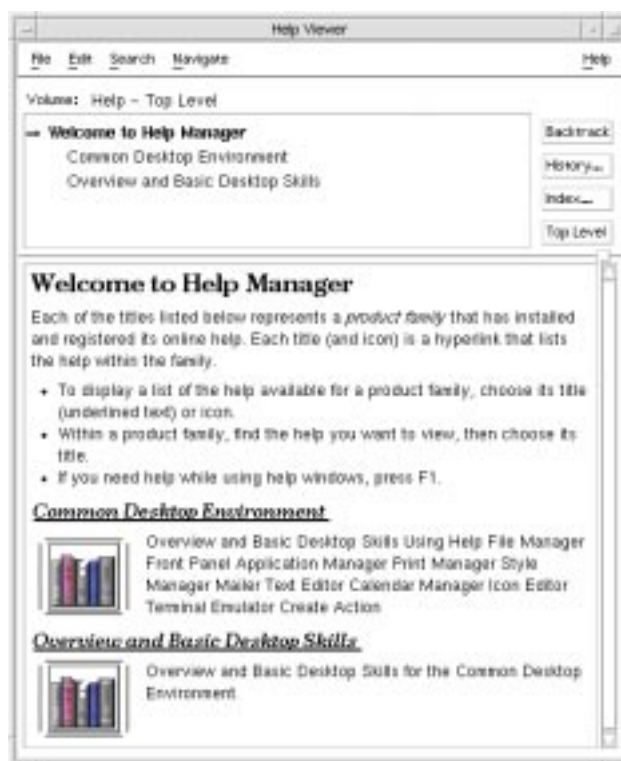 Help Viewer
File Edit Search Navigate Help
Volume: Help - Top Level
Welcome to Help Manager
Common Desktop Environment
Overview and Basic Desktop Skills
Backtrack
History...
Index...
Top Level
Welcome to Help Manager
Each of the titles listed below represents a product family that has installed
and registered its online help. Each title (and icon) is a hyperlink that lists
the help within the family.
• To display a list of the help available for a product family, choose its title
(underlined text) or icon.
• Within a product family, find the help you want to view, then choose its
title.
• If you need help while using help windows, press F1.
Common Desktop Environment
Overview and Basic Desktop Skills Using Help File Manager
Front Panel Application Manager Print Manager Style
Manager Mailer Text Editor Calendar Manager Icon Editor
Terminal Emulator Create Action
Overview and Basic Desktop Skills
Overview and Basic Desktop Skills for the Common Desktop
Environment